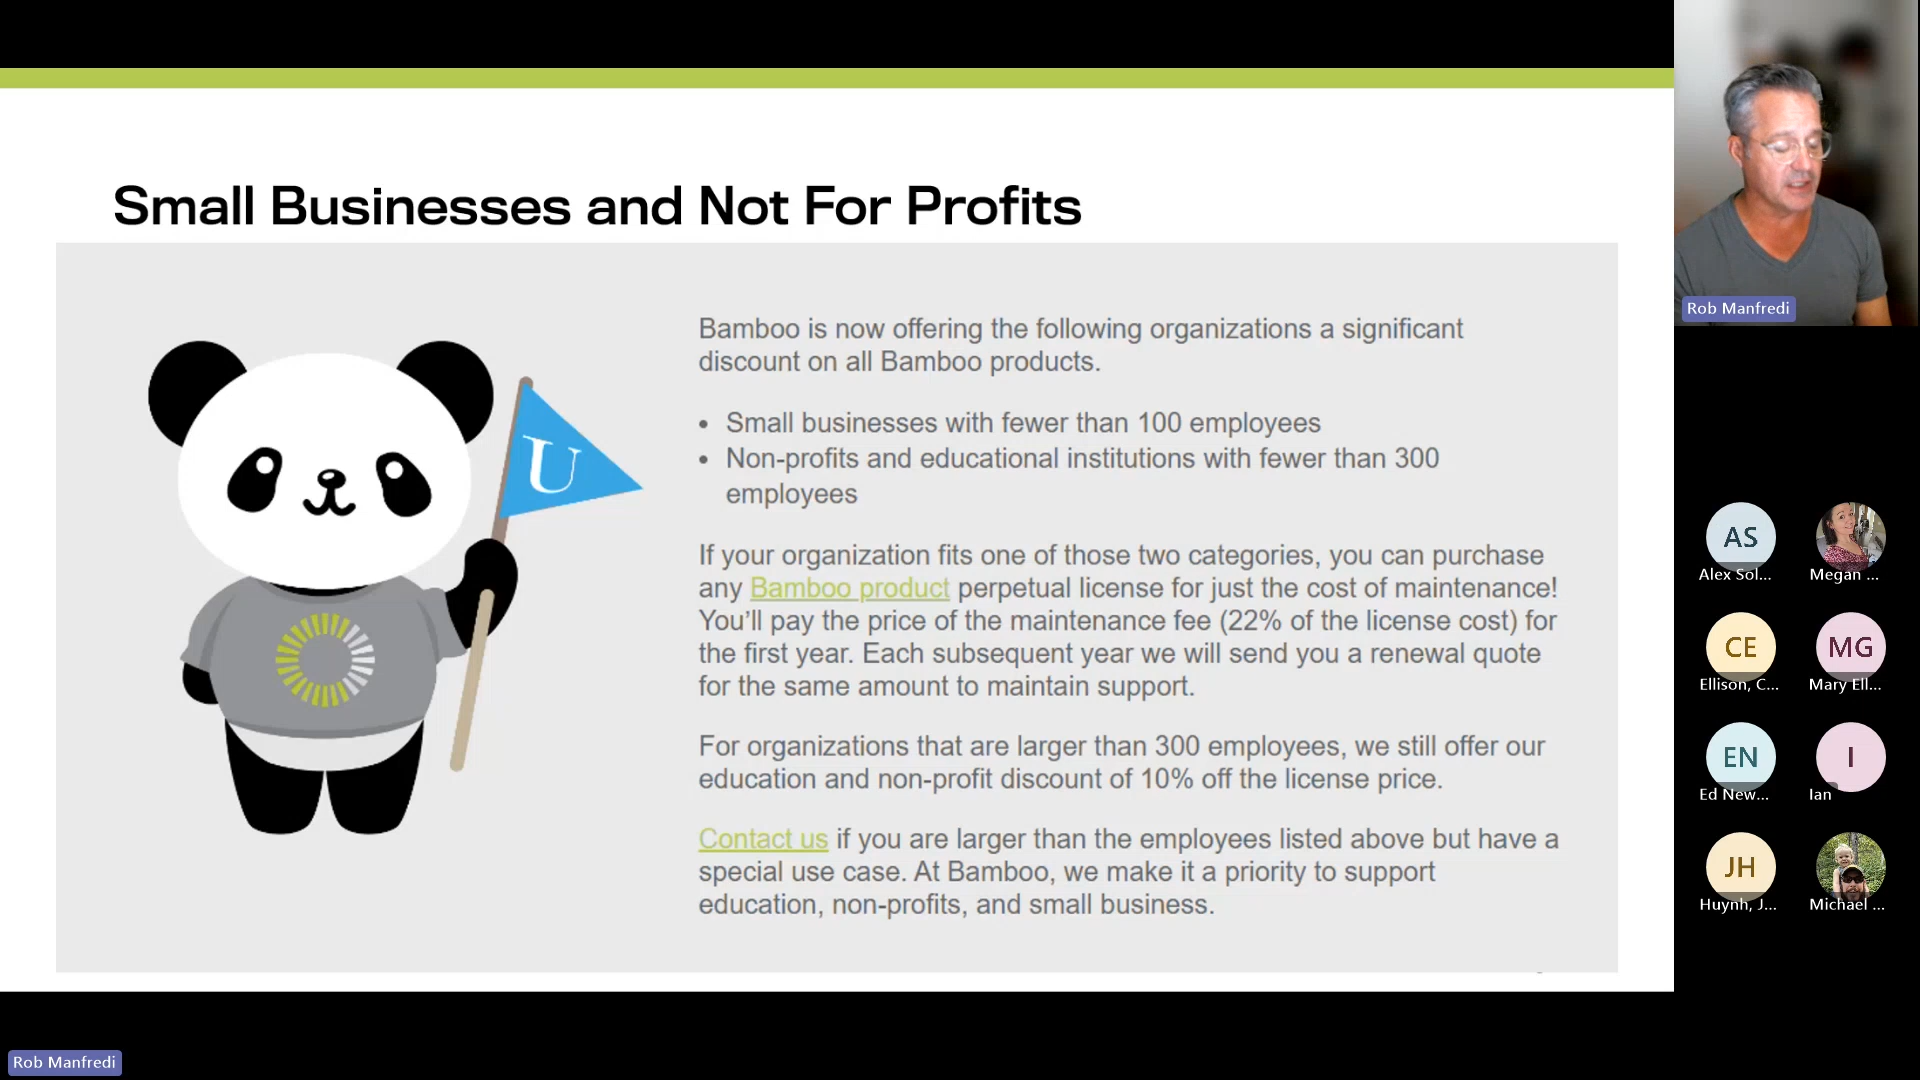 Small Businesses and Not For Profits
U
Bamboo is now offering the following organizations a significant
discount on all Bamboo products.
• Small businesses with fewer than 100 employees
• Non-profits and educational institutions with fewer than 300
employees
If your organization fits one of those two categories, you can purchase
any Bamboo product perpetual license for just the cost of maintenance!
You’ll pay the price of the maintenance fee (22% of the license cost) for
the first year. Each subsequent year we will send you a renewal quote
for the same amount to maintain support.
For organizations that are larger than 300 employees, we still offer our
education and non-profit discount of 10% off the license price.
Contact us if you are larger than the employees listed above but have a
special use case. At Bamboo, we make it a priority to support
education, non-profits, and small business.
Rob Manfredi
AS
Alex Sol...
Megan ...
CE
Ellison, C...
MG
Mary Ell...
EN
Ed New...
I
Ian
JH
Huynh, J...
Michael ...
Rob Manfredi